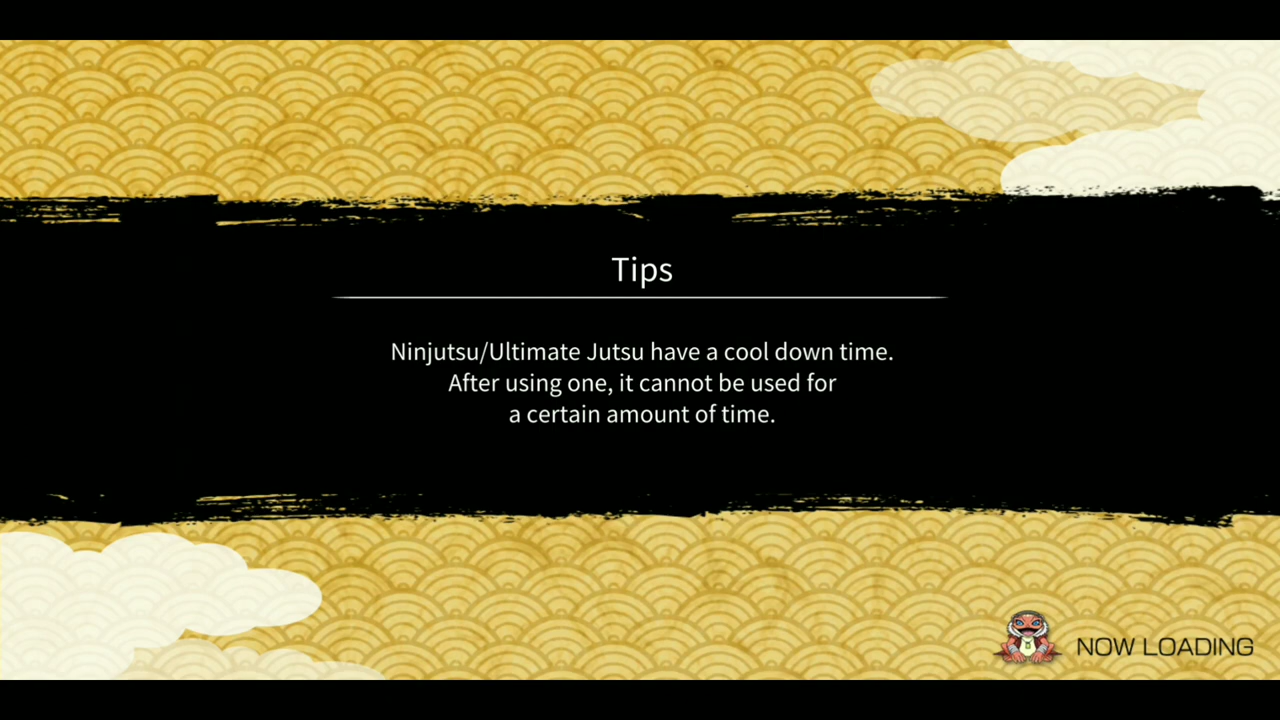 Tips
Ninjutsu/Ultimate Jutsu have a cool down time.
After using one, it cannot be used for
a certain amount of time.
NOW LOADING